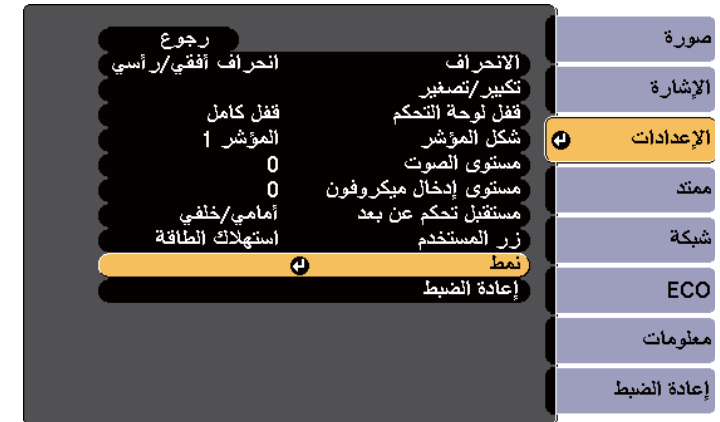 صورة
الإشارة
الإعدادات
ممتد
شبكة
ECO
معلومات
إعادة الضبط
رجوع
الانحراف انحراف أفقي/رأسي
تكبير/تصغير
قفل لوحة التحكم قفل كامل
شكل المؤشر المؤشر 1
مستوى الصوت 0
مستوى إدخال ميكروفون 0
مستقبل تحكم عن بعد أمامي/خلفي
زر المستخدم استهلاك الطاقة
نمط
إعادة الضبط